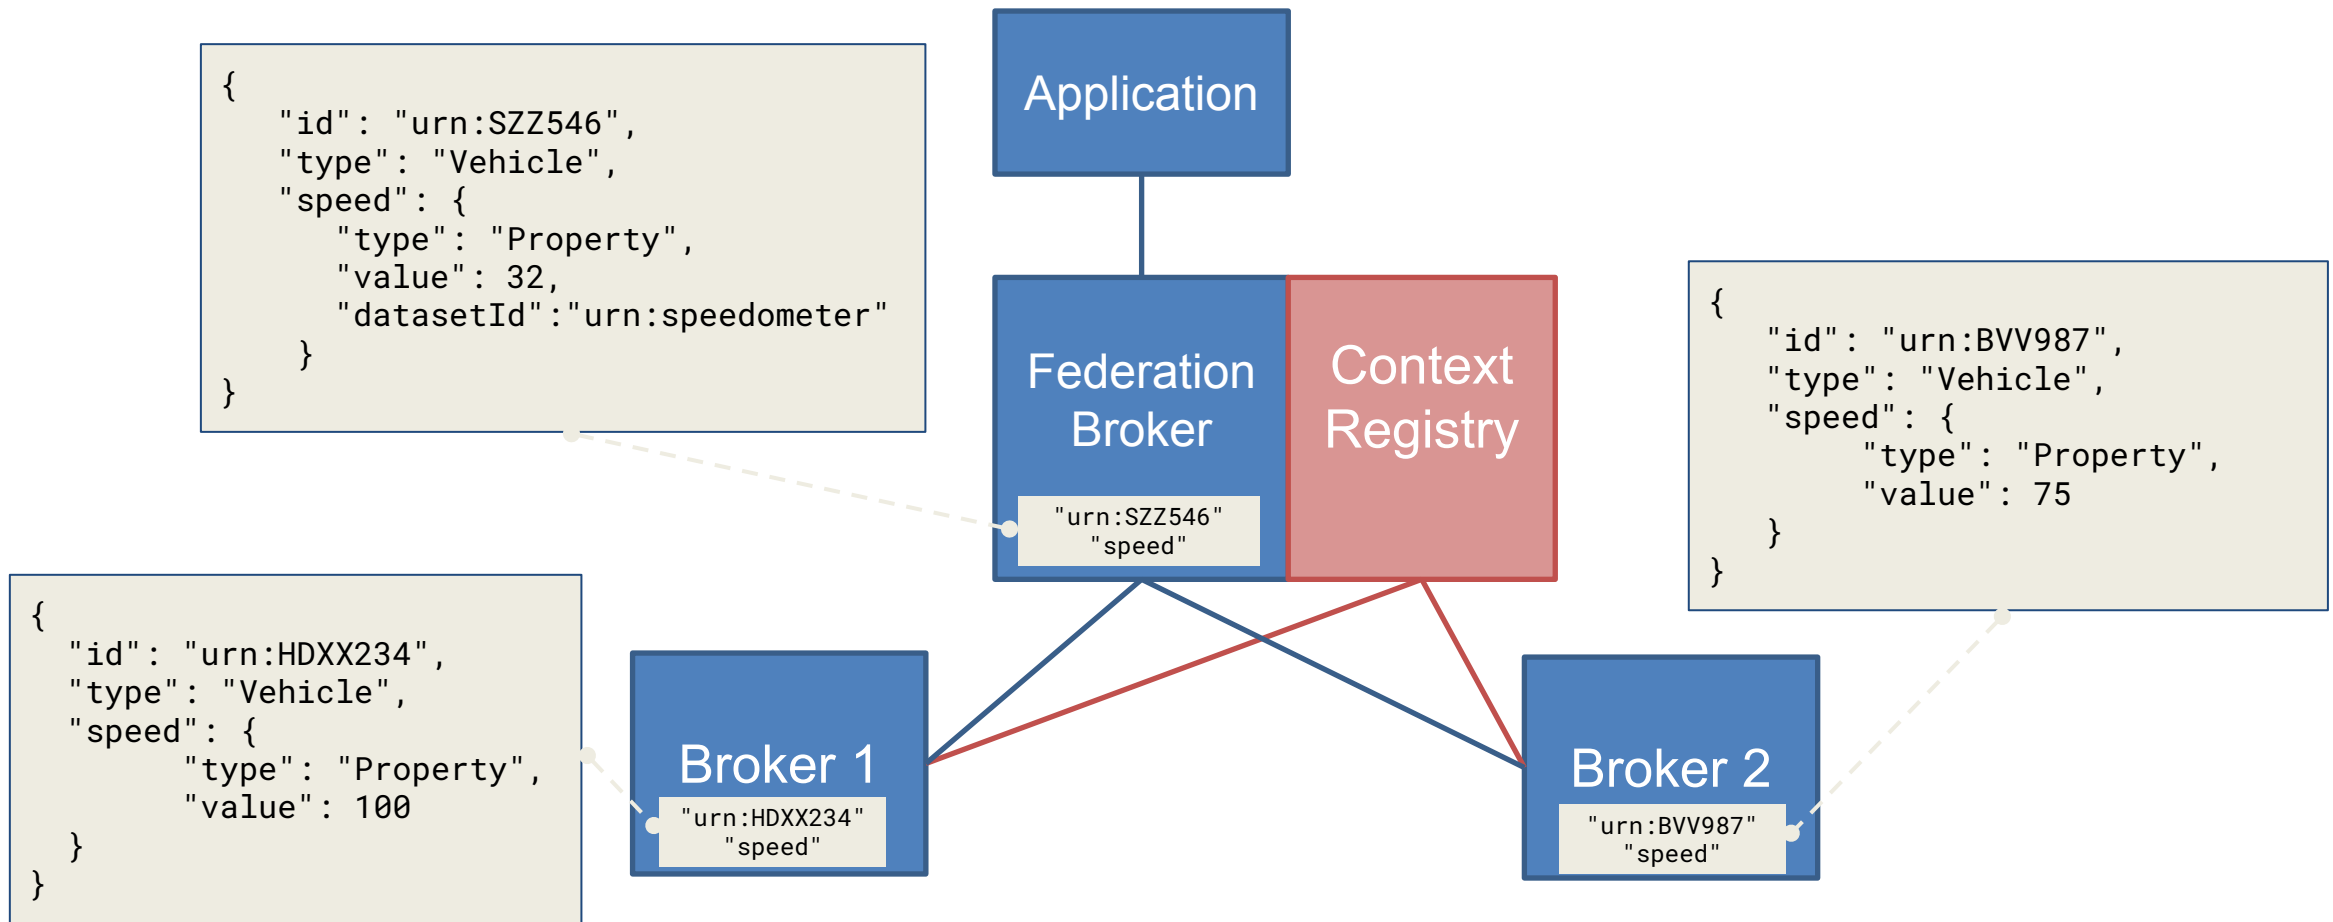 Application
{
"id": "urn:SZZ546",
"type": "Vehicle",
"speed": {
"type": "Property",
"value": 32,
"datasetId":"urn:speedometer"
}
}
Federation
Broker
"urn:SZZ546"
"speed"
Context
Registry
{
"id": "urn:BVV987",
"type": "Vehicle",
"speed": {
"type": "Property",
"value": 75
}
}
{
"id": "urn:HDXX234",
"type": "Vehicle",
"speed": {
"type": "Property",
"value": 100
}
}
Broker 1
"urn:HDXX234"
"speed"
Broker 2
"urn:BVV987"
"speed"